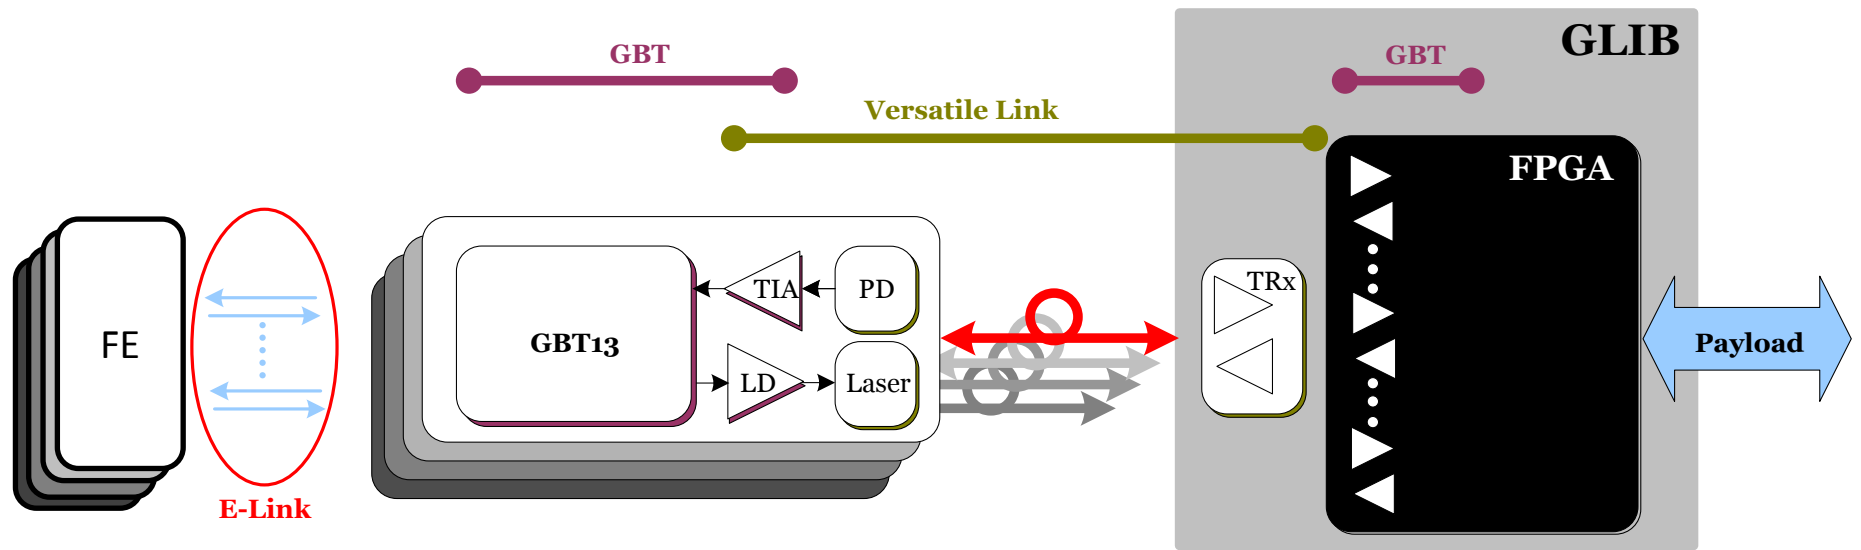 GLIB
GBT
GBT
Versatile Link
FPGA
FE
GBT13
TIA
PD
LD
Laser
TRx
Payload
E-Link